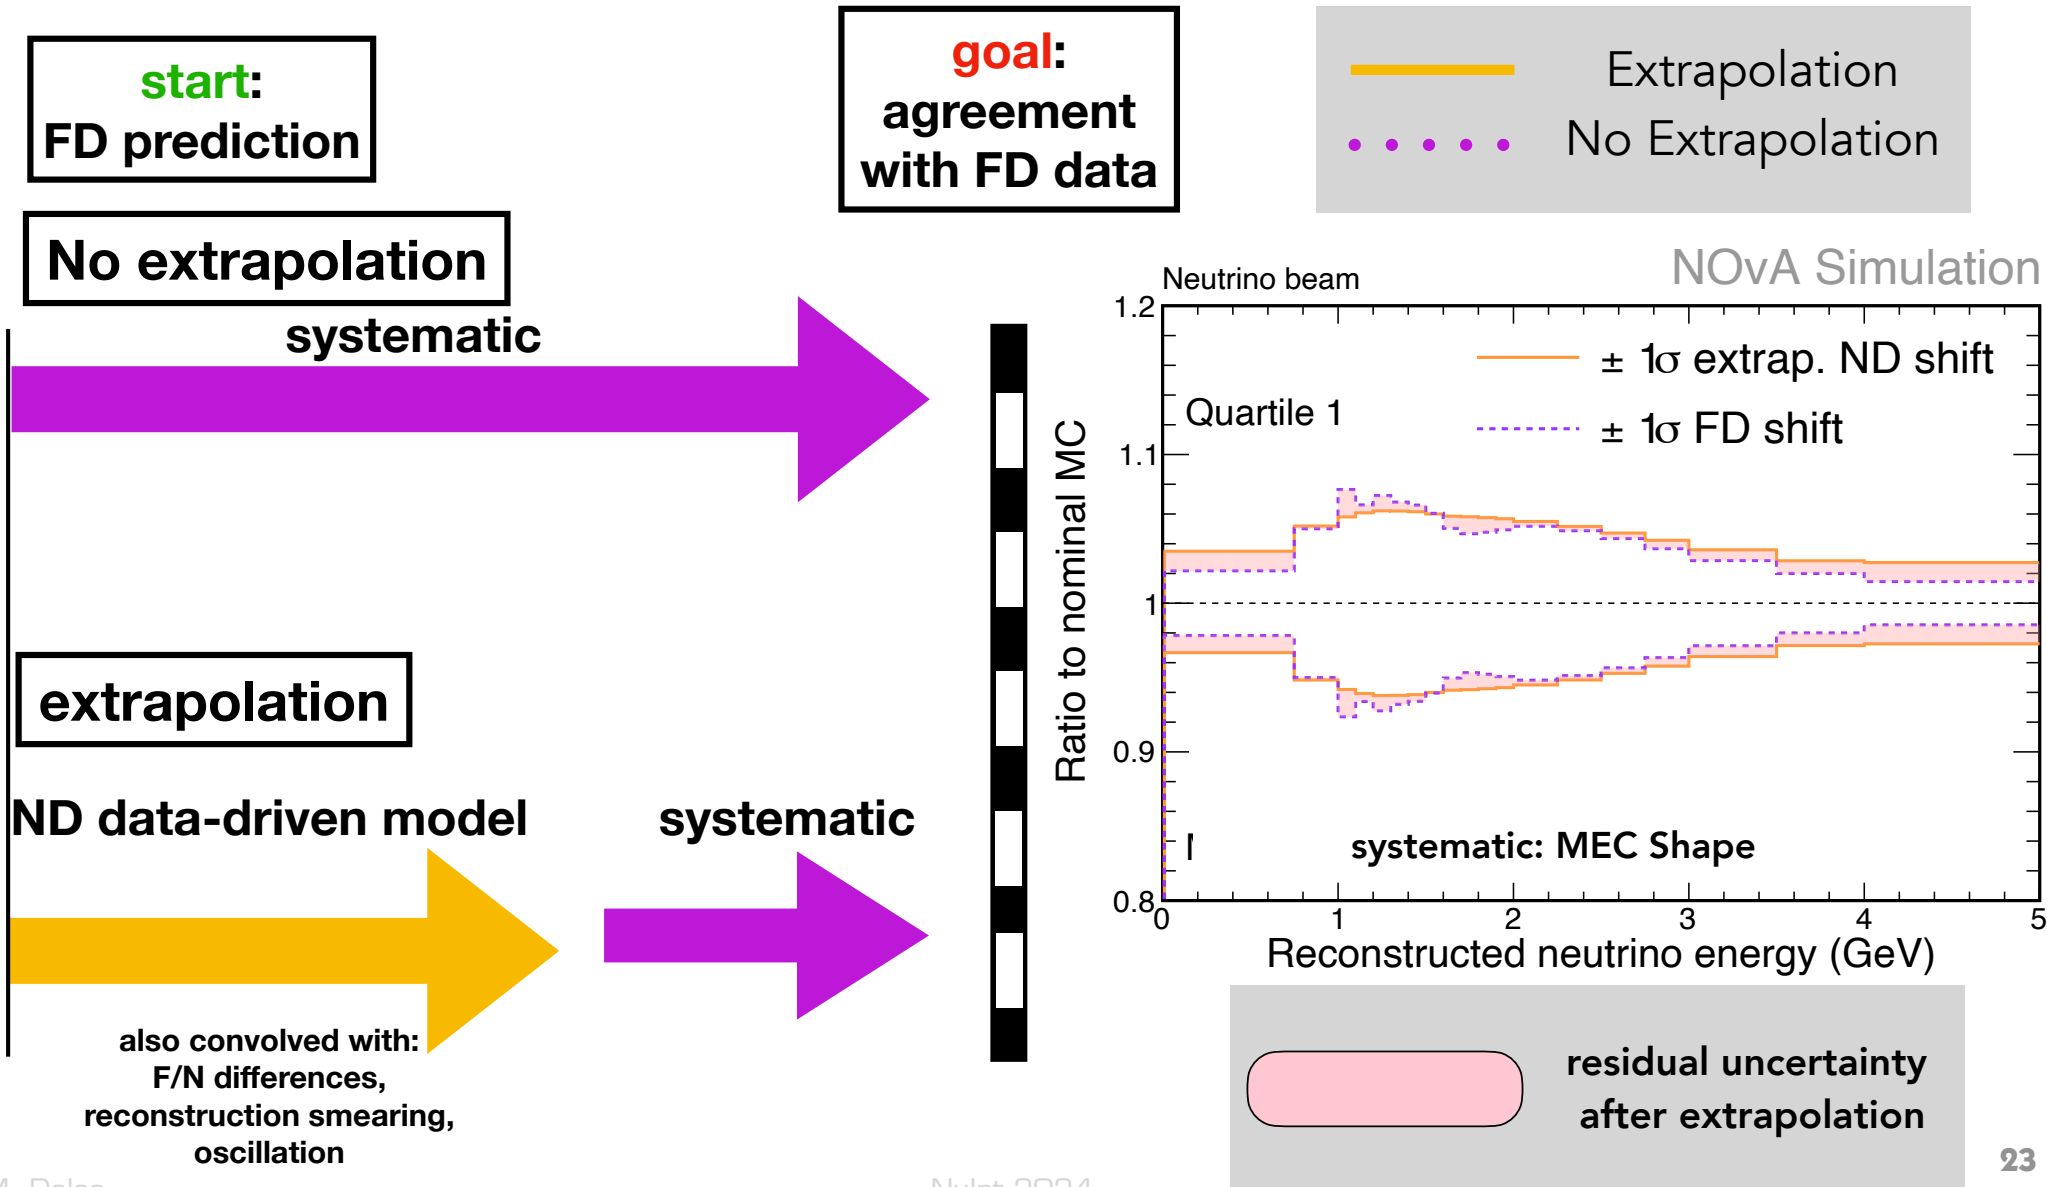 start:
FD prediction
goal:
agreement
with FD data
Extrapolation
No Extrapolation
No extrapolation
systematic
extrapolation
ND data-driven model
systematic
also convolved with:
F/N differences,
reconstruction smearing,
oscillation
NOvA Simulation
Neutrino beam
± 1σ extrap. ND shift
± 1σ FD shift
Quartile 1
Ratio to nominal MC
1.2
1.1
1
0.9
0.8
systematic: MEC Shape
0 1 2 3 4 5
Reconstructed neutrino energy (GeV)
residual uncertainty
after extrapolation
23